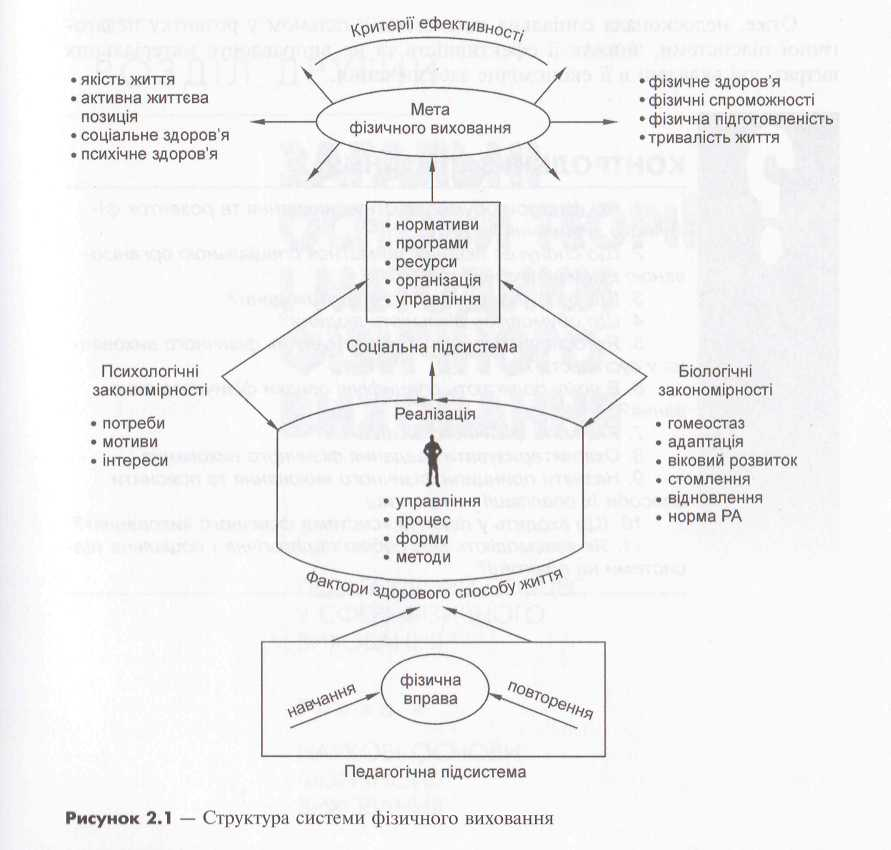 Критерії ефективності
• якість життя
• активна життєва
позиція
• соціальне здоров'я
• психічне здоров'я
Мета
фізичного виховання
• фізичне здоров'я
• фізичні спроможності
• фізична підготовленість
• тривалість життя
• нормативи
• програми
• ресурси
• організація
• управління
Соціальна підсистема
Психологічні
закономірності
• потреби
• мотиви
• інтереси
Біологічні
закономірності
• гомеостаз
• адаптація
• віковий розвиток
• стомлення
• відновлення
• норма РА
Реалізація
• управління
• процес
• форми
• методи
Фактори здорового способу життя
навчання
фізична
вправа
повторення
Педагогічна підсистема
Рисунок 2.1 — Структура системи фізичного виховання